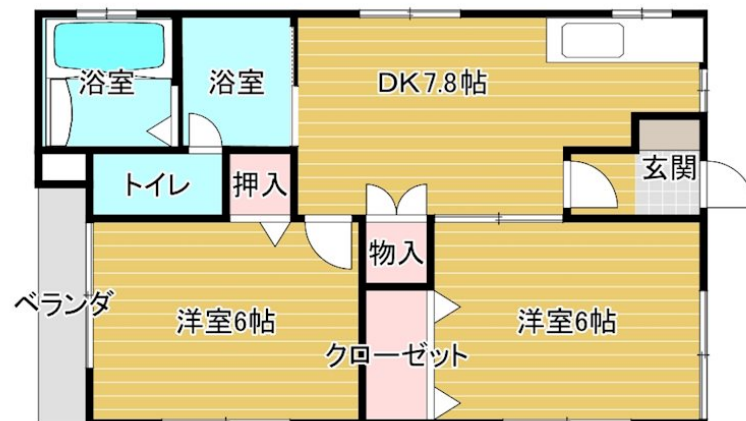 浴室
浴室
DK7.8帖
トイレ
押入
玄関
物入
ベランダ
洋室6帖
洋室6帖
クローゼット